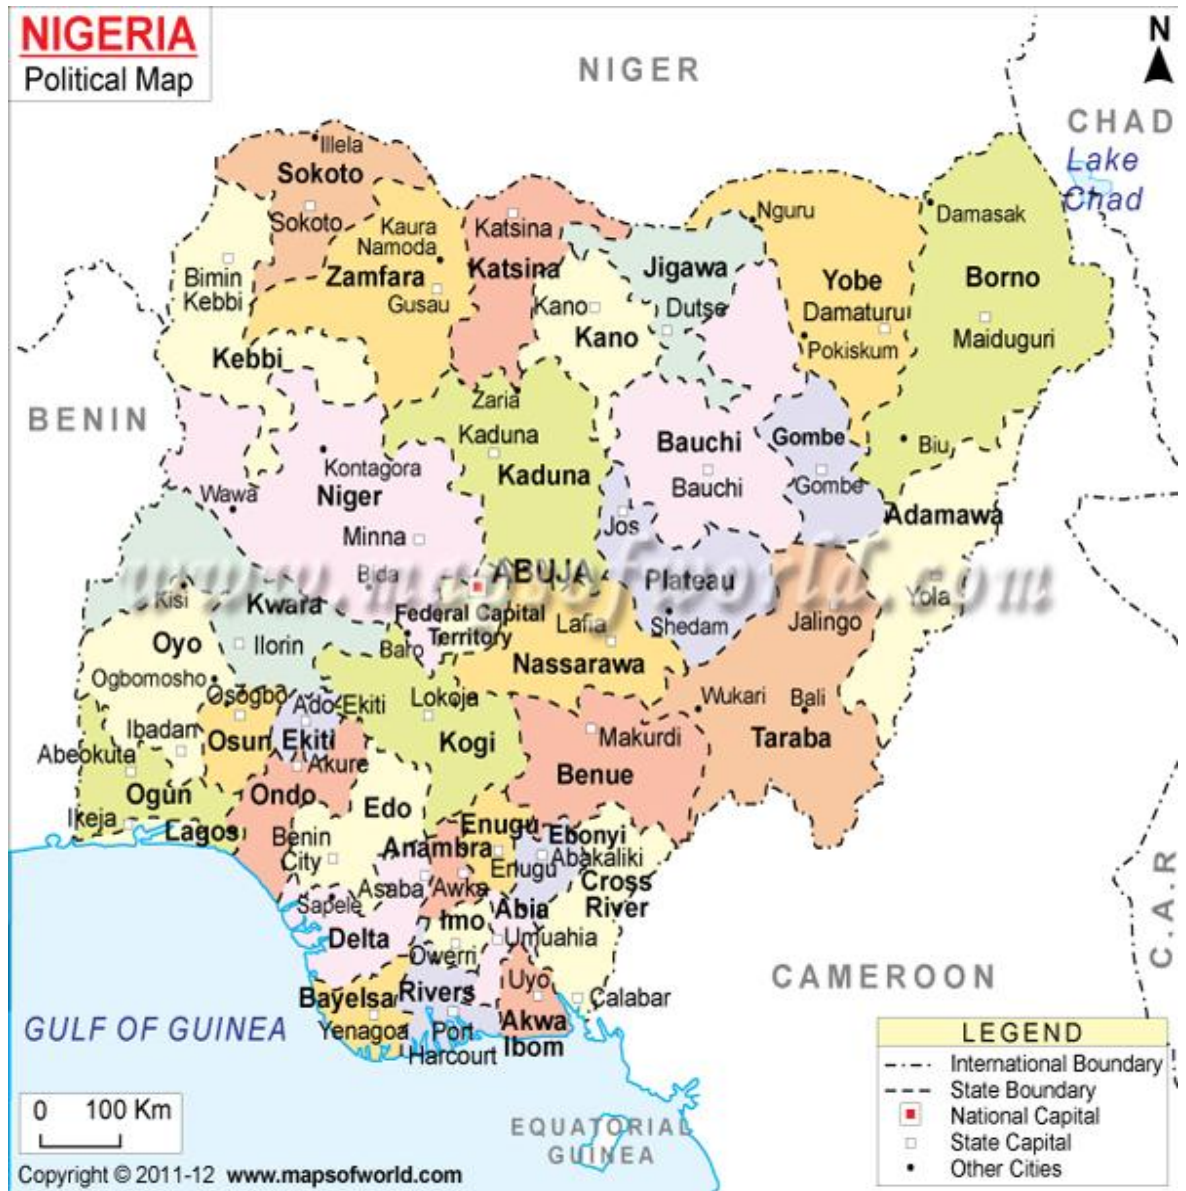 NIGERIA
Political Map
N
NIGER
CHAD
Lake
Chad
Illela
Sokoto
Sokoto
Katsina
Katsina
Kaura
Namoda
Zamfara
Gusau
Nguru
Damasak
Jigawa
Yobe
Borno
Bimin
Kebbi
Kano
Kano
Dutse
Damaturu
Maiduguri
Pokiskum
Kebbi
Zaria
BENIN
Kaduna
Kaduna
Bauchi
Bauchi
Gombe
Gombe
Biu
Kontagora
Niger
Wawa
Adamawa
Minna
Jos
www.mapsofworld.com
Bida
ABUJA
Federal Capital
Territory
Plateau
Shedam
Yola
Jalingo
Kisi
Kwara
Oyo
Ilorin
Baro
Lafia
Nassarawa
Ogbomosho
Osogbo
Ado-Ekiti
Lokoja
Wukari
Bali
Ibadan
Osun
Ekiti
Kogi
Makurdi
Taraba
Abeokuta
Akure
Benue
Ogun
Ondo
Edo
Ikeja
Lagos
Benin
City
Enugu
Enugu
Ebonyi
Abakaliki
Anambra
Asaba
Awka
Cross
River
Sapele
Delta
Imo
Abia
Owerri
Umuahia
C.A.R
CAMEROON
Bayelsa
Yenagoa
Rivers
Uyo
Calabar
Port
Harcourt
Akwa
Ibom
GULF OF GUINEA
EQUATORIAL
GUINEA
LEGEND
International Boundary
State Boundary
National Capital
State Capital
Other Cities
0 100 Km
Copyright © 2011-12 www.mapsofworld.com